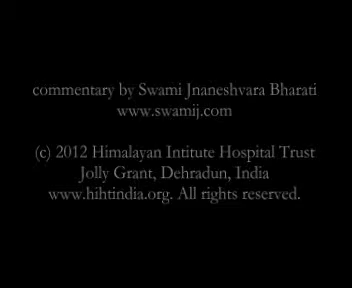 commentary by Swami Jnaneshvara Bharati
www.swamij.com
(c) 2012 Himalayan Intitute Hospital Trust
Jolly Grant, Dehradun, India
www.hihtindia.org. All rights reserved.